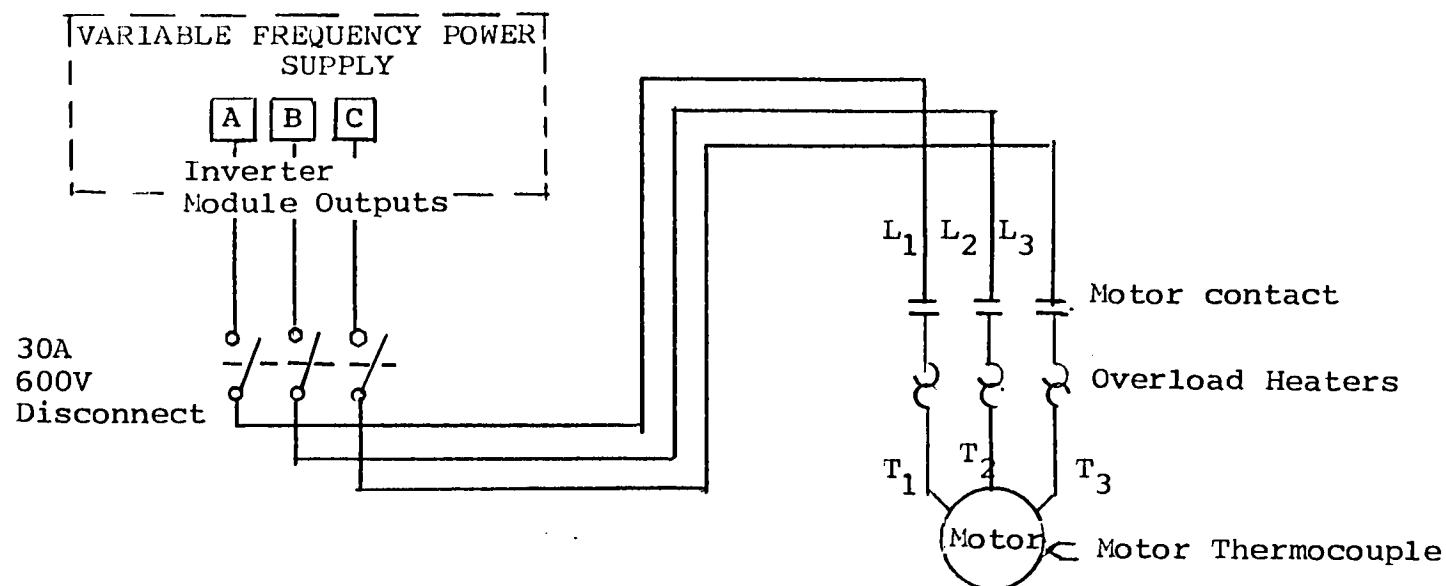 VARIABLE FREQUENCY POWER
SUPPLY
A B C
Inverter
Module Outputs
L1 L2 L3
Motor contact
30A
600V
Disconnect
Overload Heaters
T1 T2 T3
Motor
Motor Thermocouple